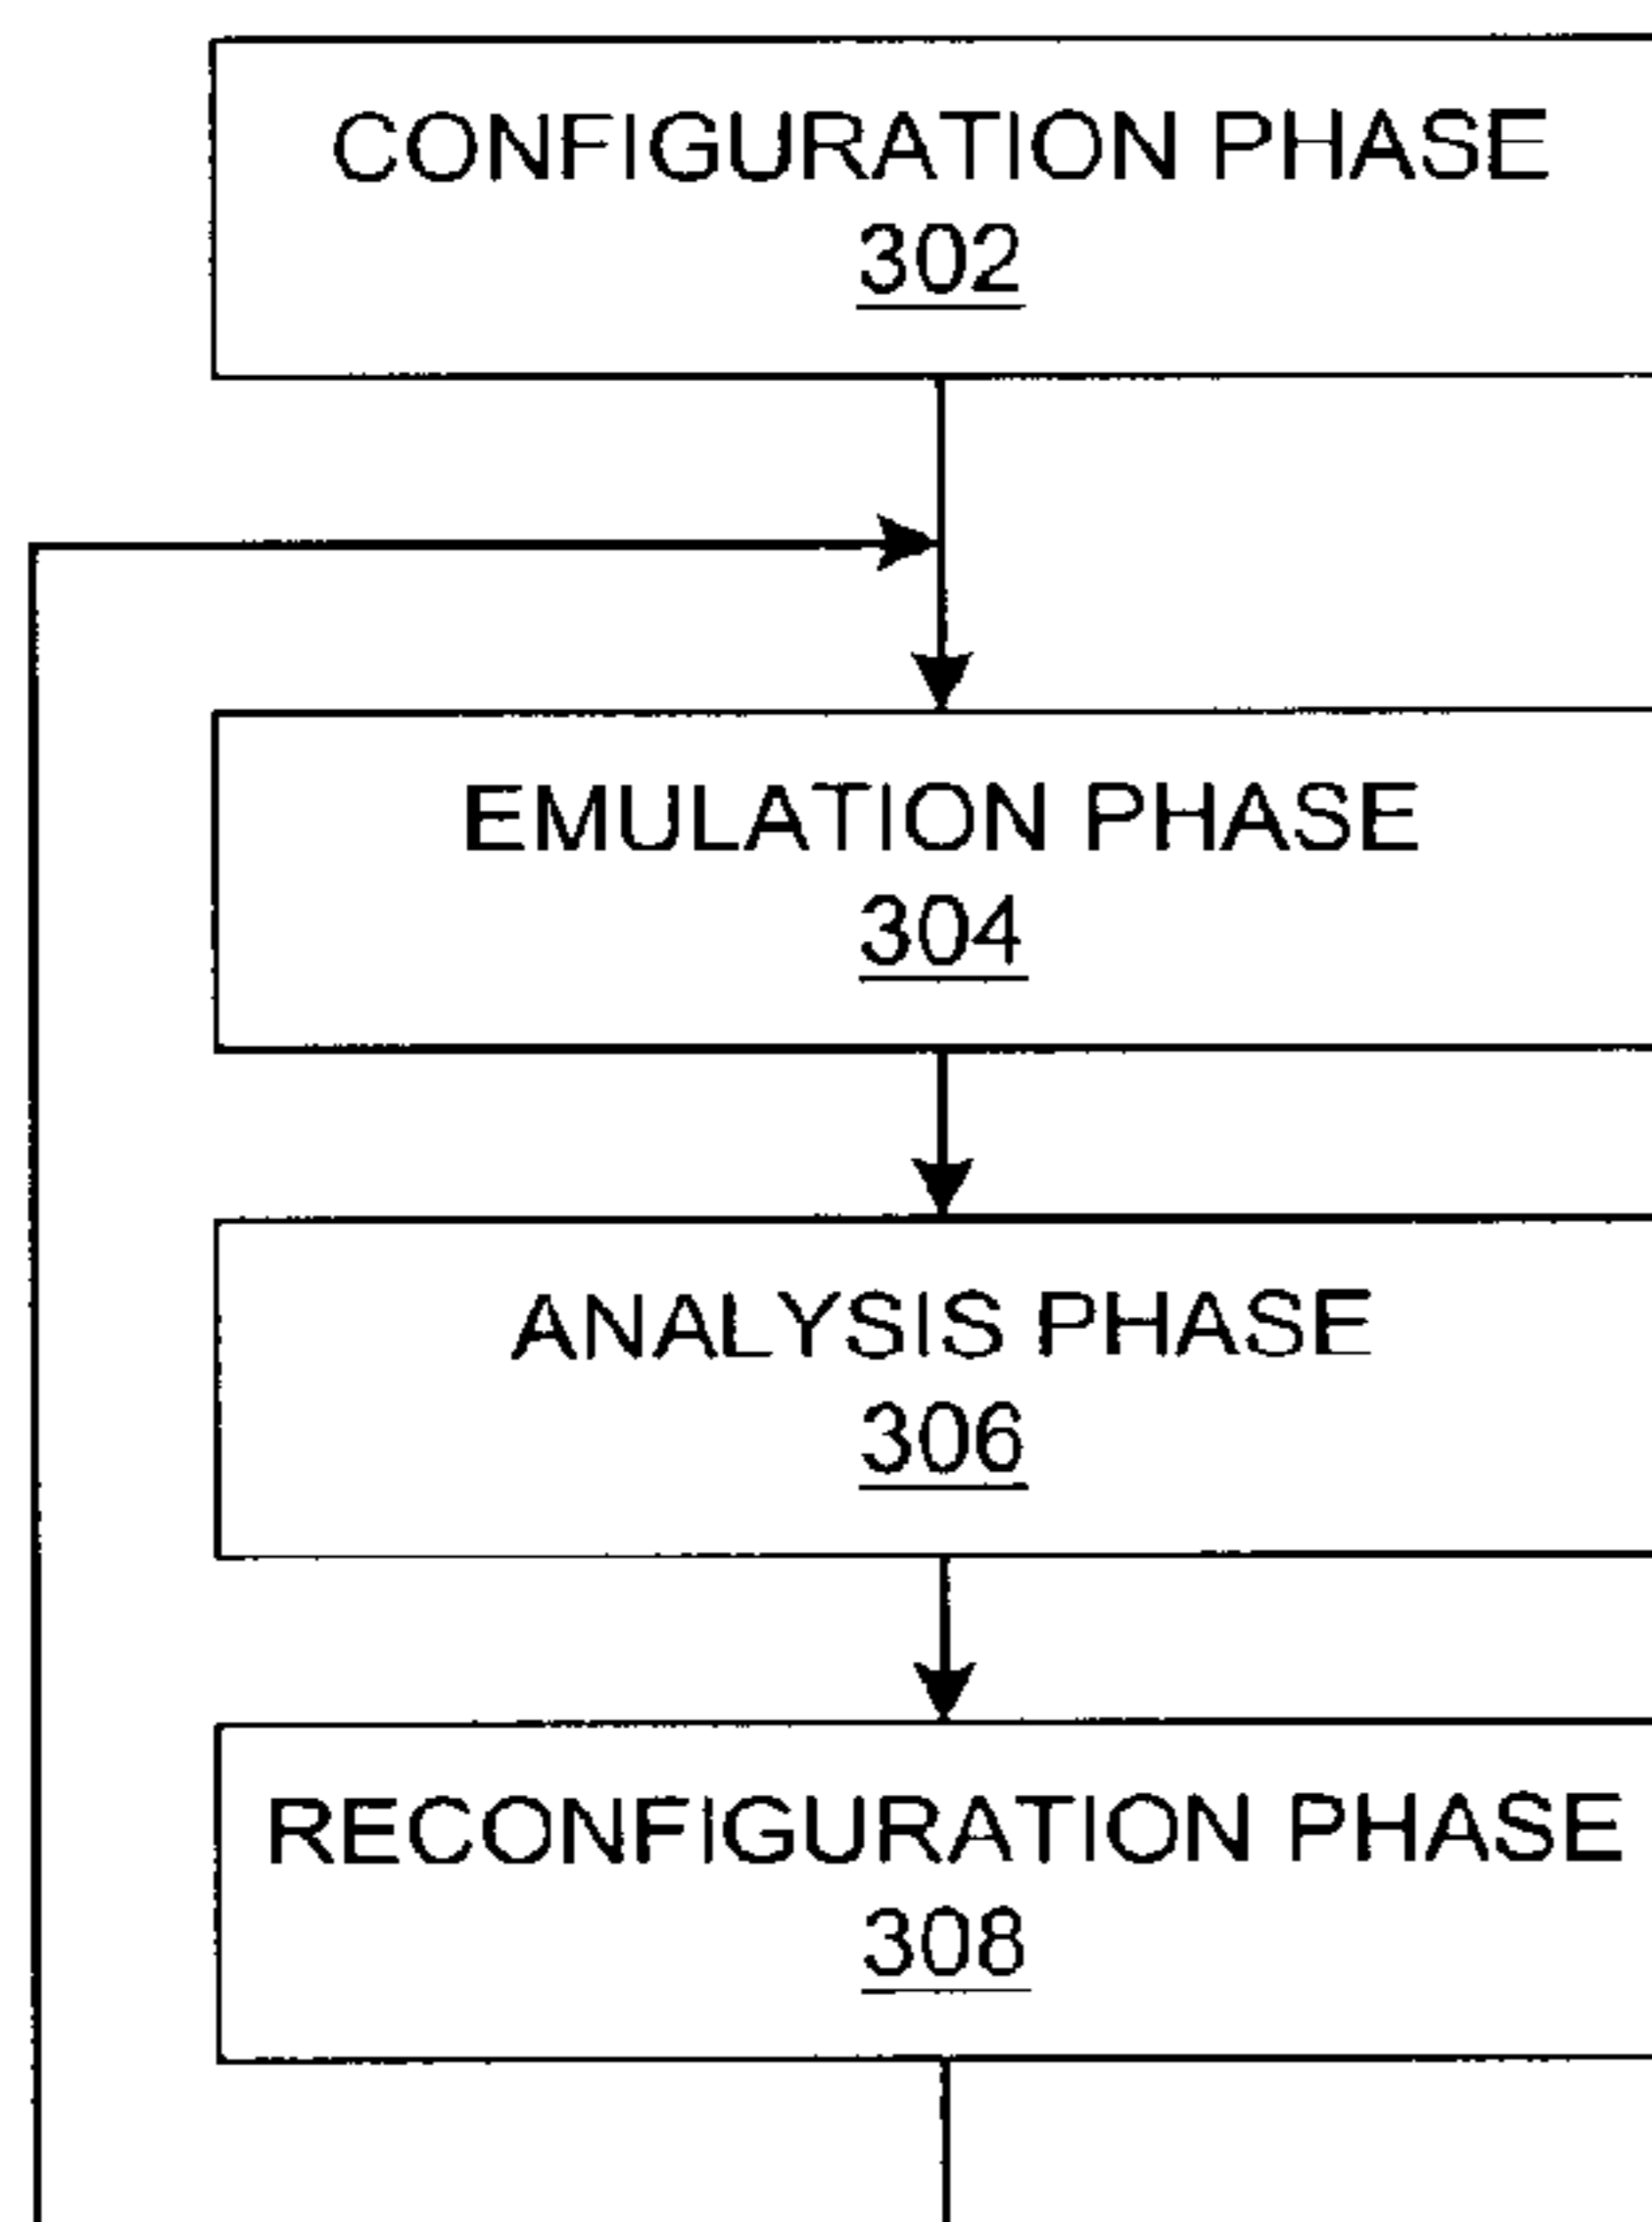 CONFIGURATION PHASE
302
EMULATION PHASE
304
ANALYSIS PHASE
306
RECONFIGURATION PHASE
308